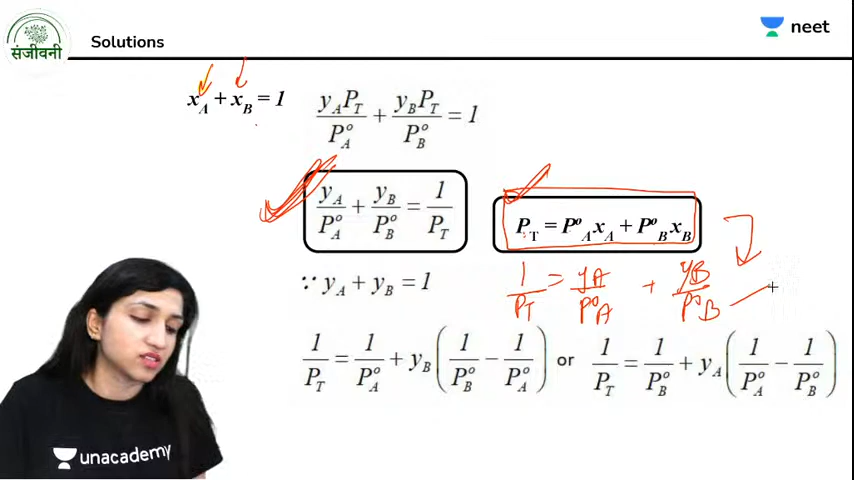 संजीवनी
Solutions
neet
x_A + x_B = 1
y_A P_T / P°_A + y_B P_T / P°_B = 1
y_A / P°_A + y_B / P°_B = 1 / P_T
P_T = P°_A x_A + P°_B x_B
∵ y_A + y_B = 1
1 / P_T = y_A / P°_A + y_B / P°_B
1 / P_T = 1 / P°_A + y_B ( 1 / P°_B − 1 / P°_A ) or 1 / P_T = 1 / P°_B + y_A ( 1 / P°_A − 1 / P°_B )
unacademy